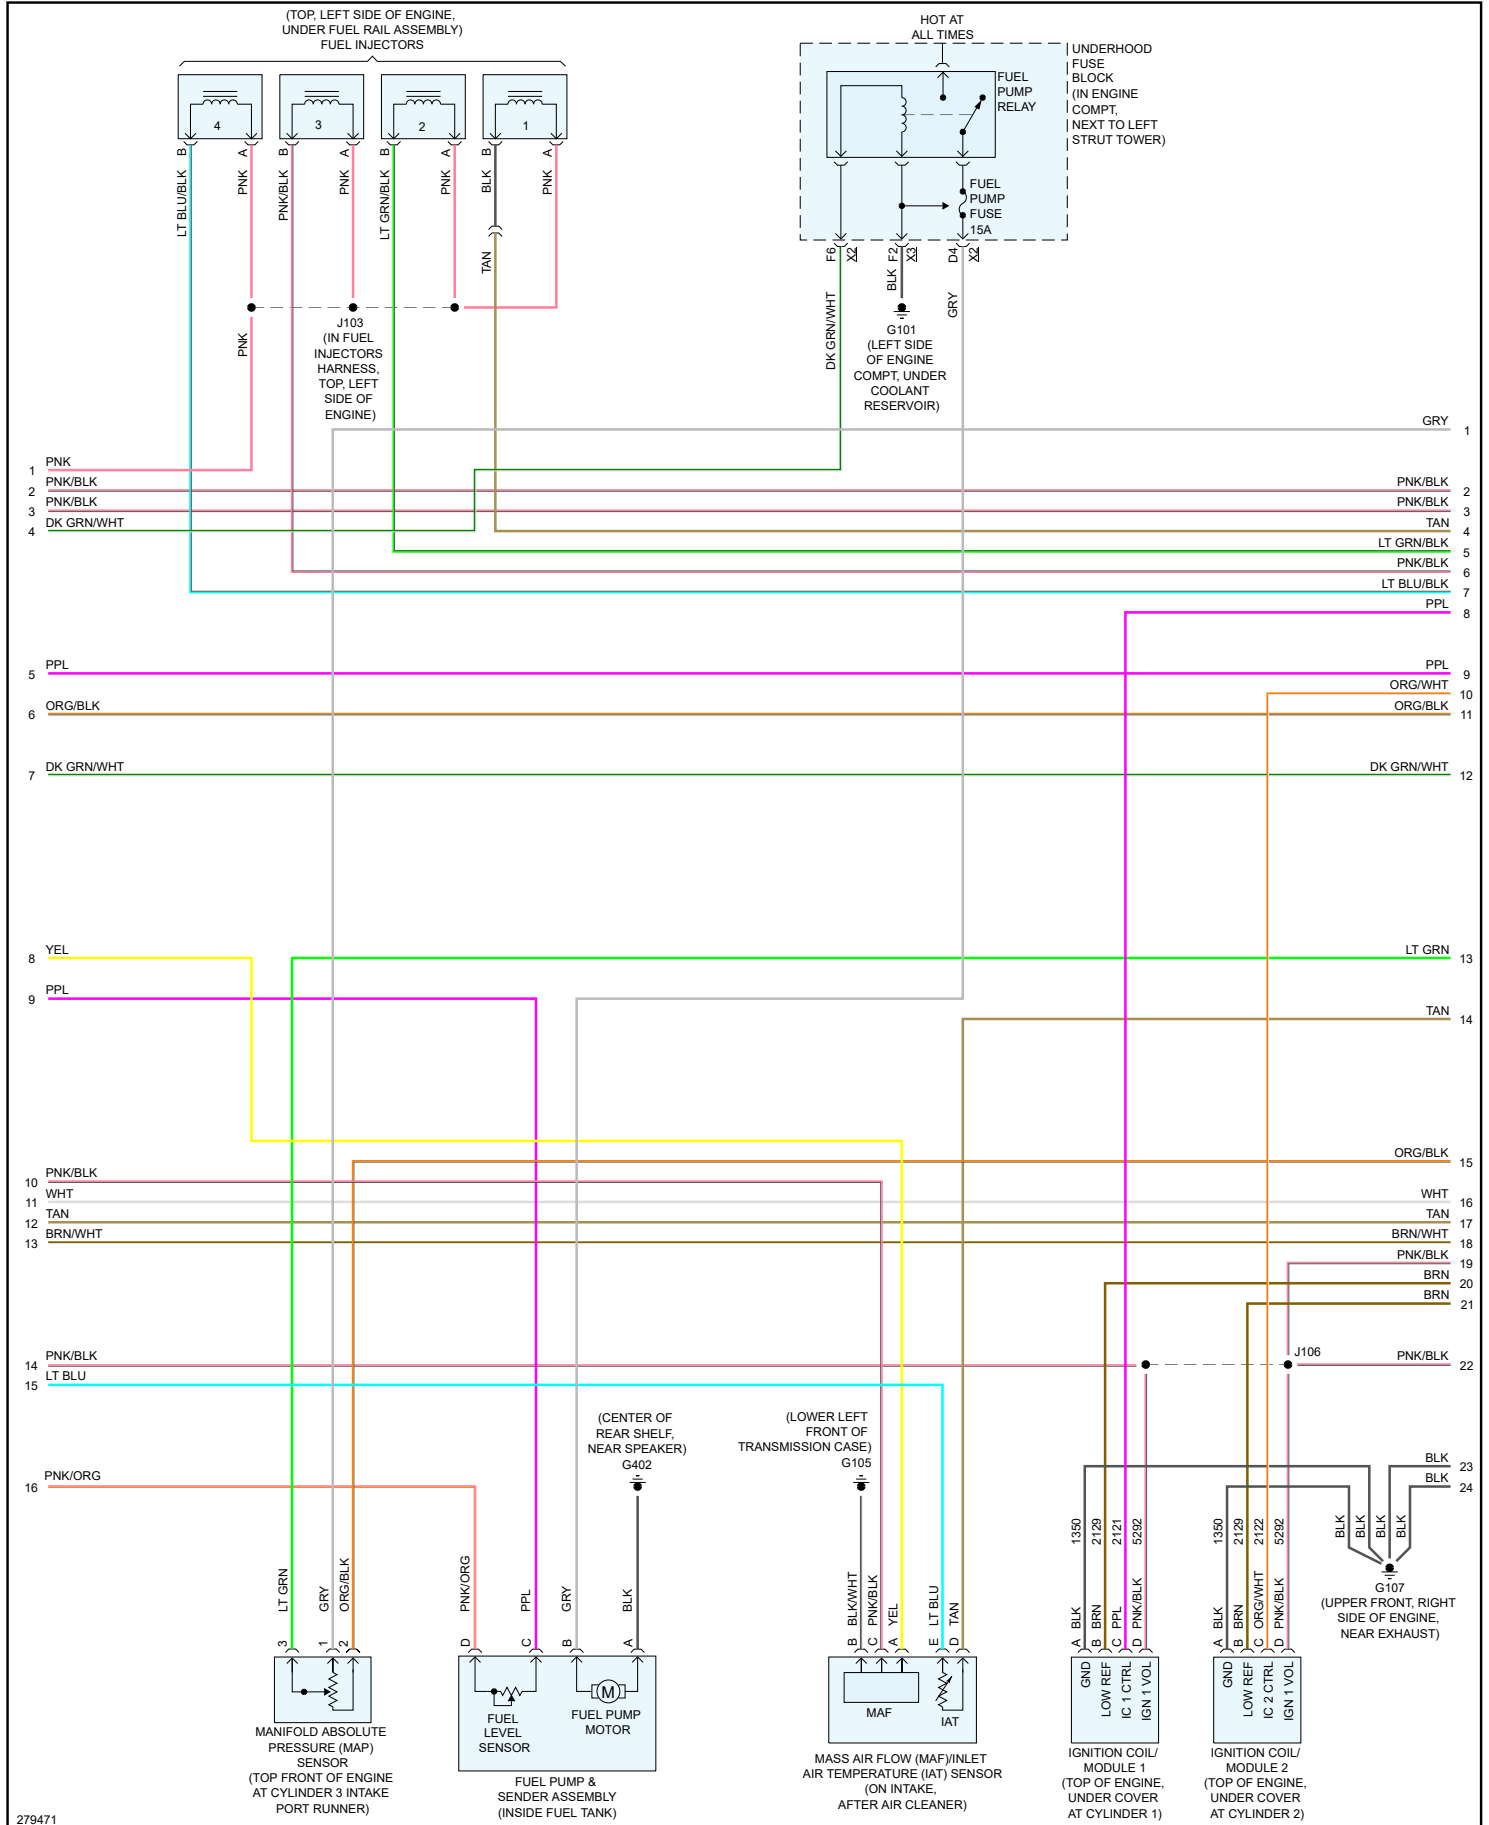 (TOP, LEFT SIDE OF ENGINE,
UNDER FUEL RAIL ASSEMBLY)
FUEL INJECTORS
4
3
2
1
B
A
B
A
B
A
B
A
LT BLU/BLK
PNK
PNK/BLK
PNK
LT GRN/BLK
PNK
BLK
PNK
TAN
PNK
J103
(IN FUEL
INJECTORS
HARNESS,
TOP, LEFT
SIDE OF
ENGINE)
HOT AT
ALL TIMES
UNDERHOOD
FUSE
BLOCK
(IN ENGINE
COMPT,
NEXT TO LEFT
STRUT TOWER)
FUEL
PUMP
RELAY
FUEL
PUMP
FUSE
15A
F6
X2
F2
X3
D4
X2
DK GRN/WHT
BLK
GRY
G101
(LEFT SIDE
OF ENGINE
COMPT, UNDER
COOLANT
RESERVOIR)
GRY 1
1 PNK
2 PNK/BLK
PNK/BLK 2
3 PNK/BLK
PNK/BLK 3
4 DK GRN/WHT
TAN 4
LT GRN/BLK 5
PNK/BLK 6
LT BLU/BLK 7
PPL 8
5 PPL
PPL 9
ORG/WHT 10
6 ORG/BLK
ORG/BLK 11
7 DK GRN/WHT
DK GRN/WHT 12
8 YEL
LT GRN 13
9 PPL
TAN 14
ORG/BLK 15
10 PNK/BLK
11 WHT
WHT 16
12 TAN
TAN 17
13 BRN/WHT
BRN/WHT 18
PNK/BLK 19
BRN 20
BRN 21
14 PNK/BLK
J106
PNK/BLK 22
15 LT BLU
(CENTER OF
REAR SHELF,
NEAR SPEAKER)
G402
(LOWER LEFT
FRONT OF
TRANSMISSION CASE)
G105
BLK 23
BLK 24
16 PNK/ORG
BLK
BLK
BLK
BLK
G107
(UPPER FRONT, RIGHT
SIDE OF ENGINE,
NEAR EXHAUST)
LT GRN
GRY
ORG/BLK
3
1
2
MANIFOLD ABSOLUTE
PRESSURE (MAP)
SENSOR
(TOP FRONT OF ENGINE
AT CYLINDER 3 INTAKE
PORT RUNNER)
PNK/ORG
PPL
GRY
BLK
D
C
B
A
M
FUEL
LEVEL
SENSOR
FUEL PUMP
MOTOR
FUEL PUMP &
SENDER ASSEMBLY
(INSIDE FUEL TANK)
BLK/WHT
PNK/BLK
YEL
LT BLU
TAN
B
C
A
E
D
MAF
IAT
MASS AIR FLOW (MAF)/INLET
AIR TEMPERATURE (IAT) SENSOR
(ON INTAKE,
AFTER AIR CLEANER)
1350
2129
2121
5292
A BLK
B BRN
C PPL
D PNK/BLK
GND
LOW REF
IC 1 CTRL
IGN 1 VOL
IGNITION COIL/
MODULE 1
(TOP OF ENGINE,
UNDER COVER
AT CYLINDER 1)
1350
2129
2122
5292
A BLK
B BRN
C ORG/WHT
D PNK/BLK
GND
LOW REF
IC 2 CTRL
IGN 1 VOL
IGNITION COIL/
MODULE 2
(TOP OF ENGINE,
UNDER COVER
AT CYLINDER 2)
279471